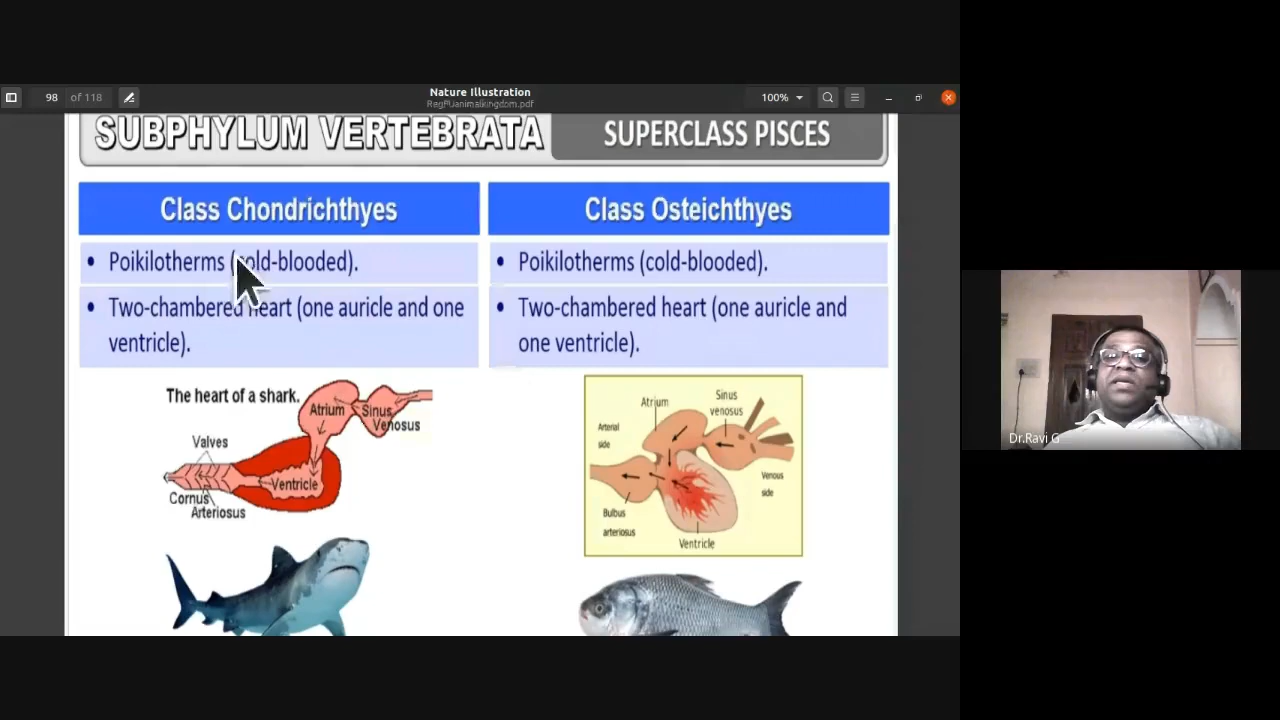 98 of 118
Nature Illustration
100%
SUBPHYLUM VERTEBRATA
SUPERCLASS PISCES
Class Chondrichthyes
Class Osteichthyes
• Poikilotherms (cold-blooded).
• Poikilotherms (cold-blooded).
• Two-chambered heart (one auricle and one
ventricle).
• Two-chambered heart (one auricle and
one ventricle).
The heart of a shark.
Atrium
Sinus
Venosus
Valves
Ventricle
Cornus
Arteriosus
Atrium
Sinus
venosus
Arterial
side
Venous
side
Bulbus
arteriosus
Ventricle
Dr.Ravi G